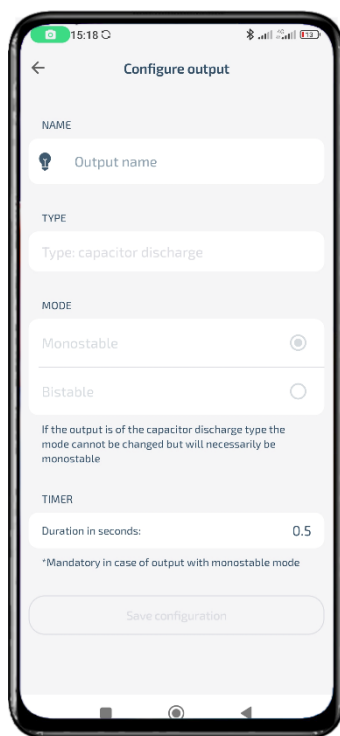 15:18
4G
13
Configure output
NAME
Output name
TYPE
Type: capacitor discharge
MODE
Monostable
Bistable
If the output is of the capacitor discharge type the
mode cannot be changed but will necessarily be
monostable
TIMER
Duration in seconds: 0.5
*Mandatory in case of output with monostable mode
Save configuration